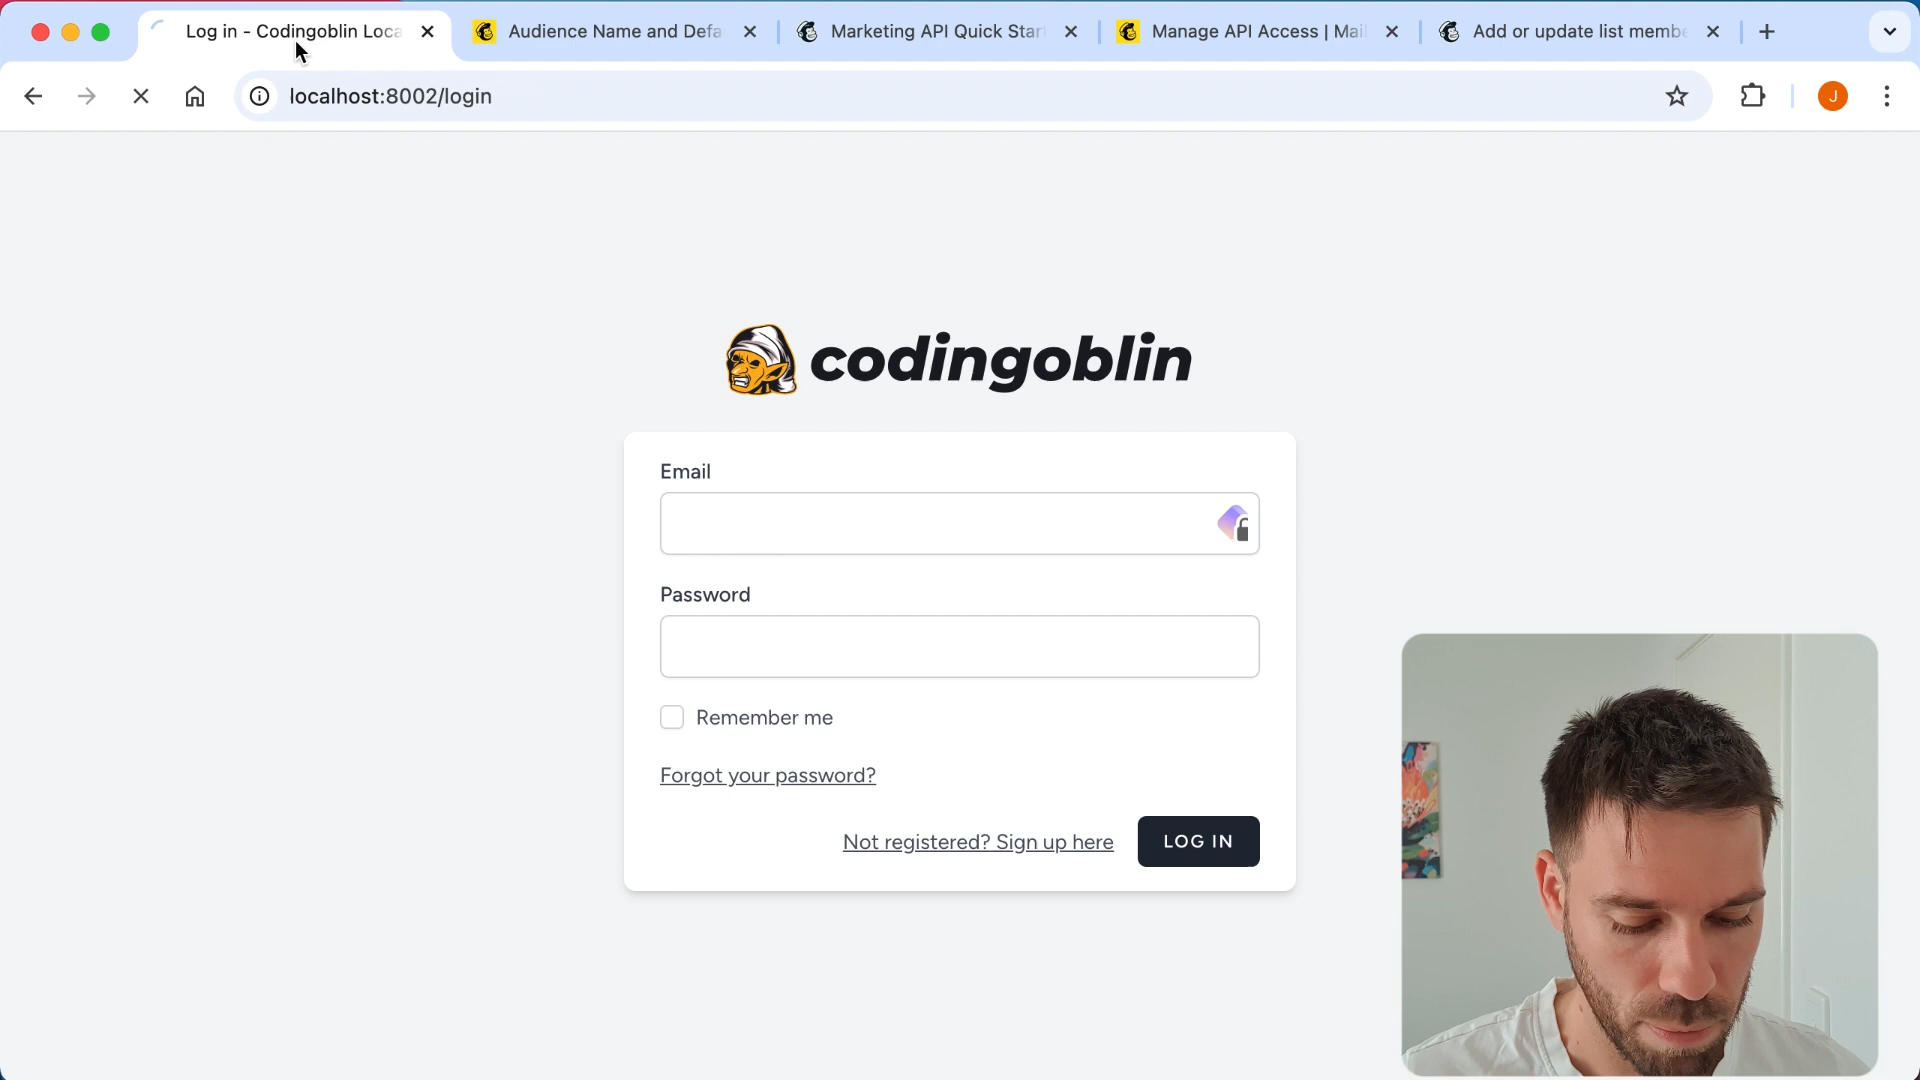 Log in - Codingoblin Loca
Audience Name and Defa
Marketing API Quick Star
Manage API Access | Mai
Add or update list membe
localhost:8002/login
J
codingoblin
Email
Password
Remember me
Forgot your password?
Not registered? Sign up here
LOG IN